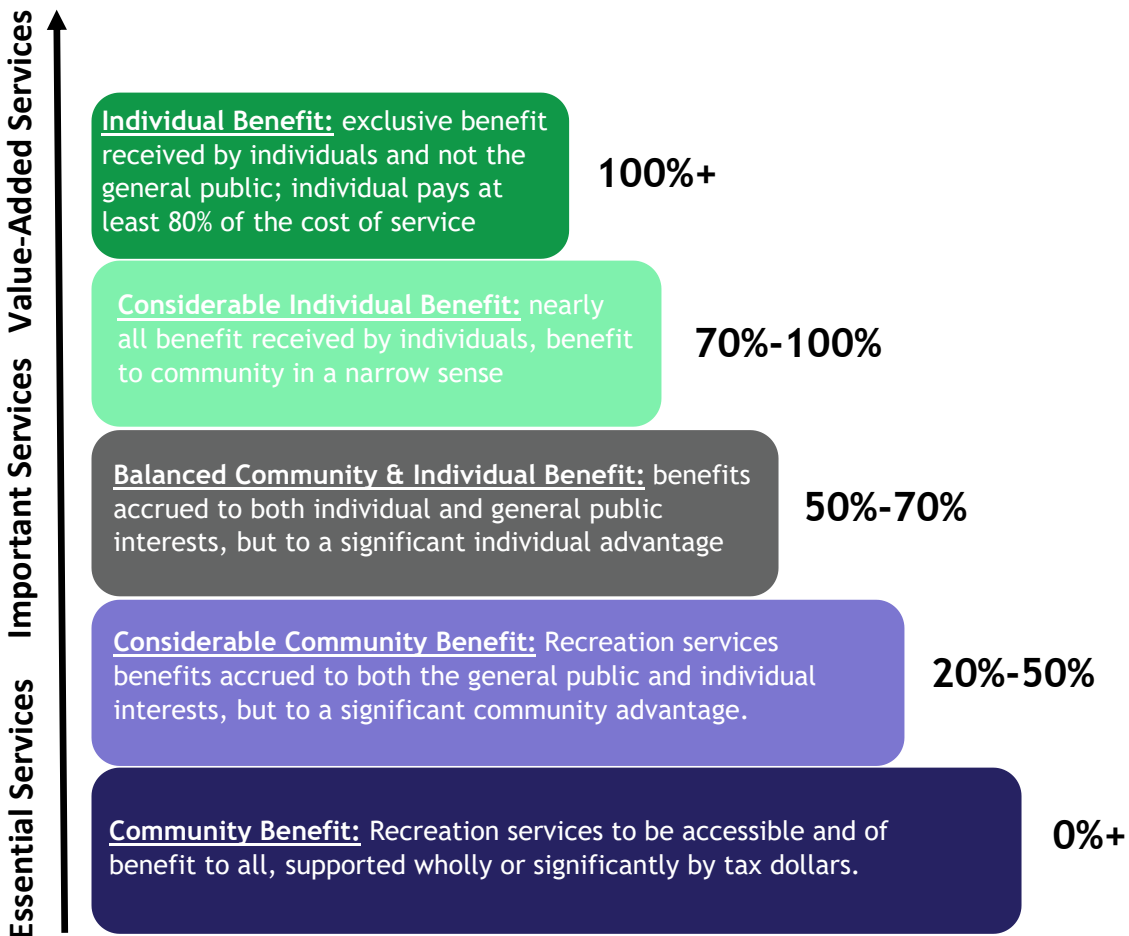 Individual Benefit: exclusive benefit
received by individuals and not the
general public; individual pays at
least 80% of the cost of service
100%+
Considerable Individual Benefit: nearly
all benefit received by individuals, benefit
to community in a narrow sense
70%-100%
Balanced Community & Individual Benefit: benefits
accrued to both individual and general public
interests, but to a significant individual advantage
50%-70%
Considerable Community Benefit: Recreation services
benefits accrued to both the general public and individual
interests, but to a significant community advantage.
20%-50%
Community Benefit: Recreation services to be accessible and of
benefit to all, supported wholly or significantly by tax dollars.
0%+
Essential Services Important Services Value-Added Services